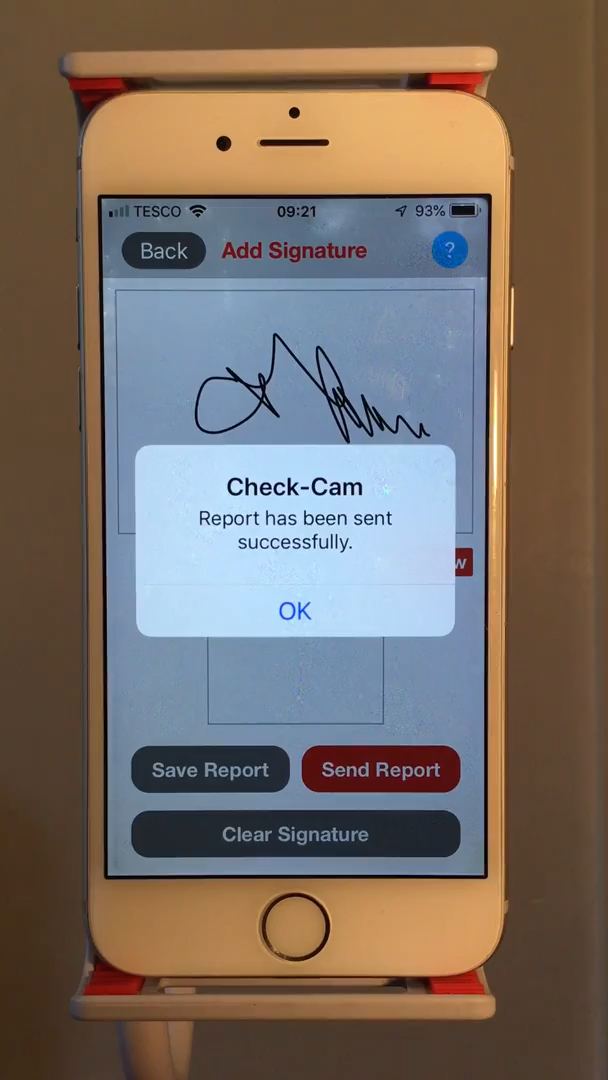 TESCO 09:21 93%
Back Add Signature ?
Check-Cam
Report has been sent
successfully.
w
OK
Save Report Send Report
Clear Signature